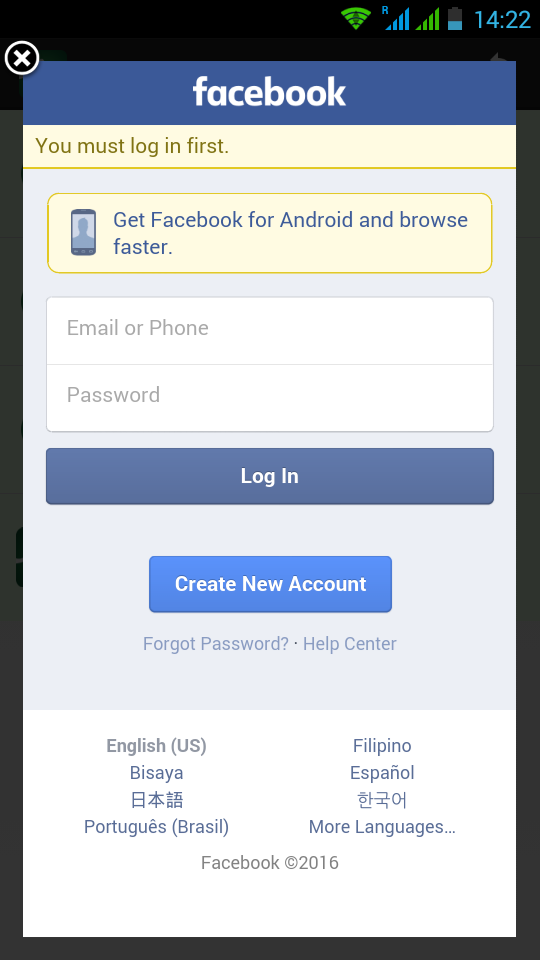 R 14:22
facebook
You must log in first.
Get Facebook for Android and browse
faster.
Email or Phone
Password
Log In
Create New Account
Forgot Password? · Help Center
English (US) Filipino
Bisaya Español
日本語 한국어
Português (Brasil) More Languages…
Facebook ©2016